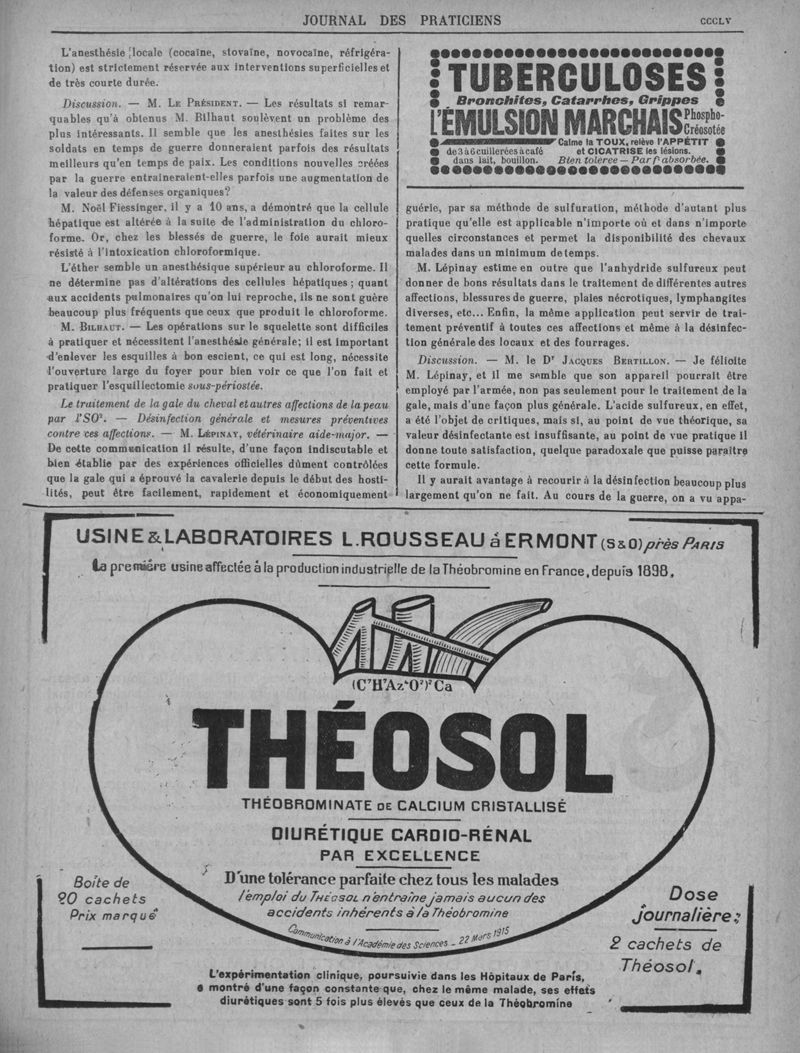 JOURNAL DES PRATICIENS
CCCLV
L'anesthésie locale (cocaïne, stovaïne, novocaïne, réfrigéra-
tion) est strictement réservée aux interventions superficielles et
de très courte durée.
Discussion. — M. LE PRÉSIDENT. — Les résultats si remar-
quables qu'a obtenus M. Bilhaut soulèvent un problème des
plus intéressants. Il semble que les anesthésies faites sur les
soldats en temps de guerre donneraient parfois des résultats
meilleurs qu'en temps de paix. Les conditions nouvelles créées
par la guerre entraîneraient-elles parfois une augmentation de
la valeur des défenses organiques?
M. Noël Fiessinger, il y a 10 ans, a démontré que la cellule
hépatique est altérée à la suite de l'administration du chloro-
forme. Or, chez les blessés de guerre, le foie aurait mieux
résisté à l'intoxication chloroformique.
L'éther semble un anesthésique supérieur au chloroforme. Il
ne détermine pas d'altérations des cellules hépatiques; quant
aux accidents pulmonaires qu'on lui reproche, ils ne sont guère
beaucoup plus fréquents que ceux que produit le chloroforme.
M. BILHAUT. — Les opérations sur le squelette sont difficiles
à pratiquer et nécessitent l'anesthésie générale; il est important
d'enlever les esquilles à bon escient, ce qui est long, nécessite
l'ouverture large du foyer pour bien voir ce que l'on fait et
pratiquer l'esquillectomie sous-périostée.
Le traitement de la gale du cheval et autres affections de la peau
par l'SO². — Désinfection générale et mesures préventives
contre ces affections. — M. LÉPINAY, vétérinaire aide-major. —
De cette communication il résulte, d'une façon indiscutable et
bien établie par des expériences officielles dûment contrôlées
que la gale qui a éprouvé la cavalerie depuis le début des hosti-
lités, peut être facilement, rapidement et économiquement
TUBERCULOSES
Bronchites, Catarrhes, Grippes
l'ÉMULSION MARCHAIS Phospho-
Créosotée
Calme la TOUX, relève l'APPÉTIT
de 3 à 6 cuillerées à café et CICATRISE les lésions.
dans lait, bouillon. Bien tolérée — Parf^t absorbée.
guérie, par sa méthode de sulfuration, méthode d'autant plus
pratique qu'elle est applicable n'importe où et dans n'importe
quelles circonstances et permet la disponibilité des chevaux
malades dans un minimum de temps.
M. Lépinay estime en outre que l'anhydride sulfureux peut
donner de bons résultats dans le traitement de différentes autres
affections, blessures de guerre, plaies nécrotiques, lymphangites
diverses, etc... Enfin, la même application peut servir de trai-
tement préventif à toutes ces affections et même à la désinfec-
tion générale des locaux et des fourrages.
Discussion. — M. le Dr JACQUES BERTILLON. — Je félicite
M. Lépinay, et il me semble que son appareil pourrait être
employé par l'armée, non pas seulement pour le traitement de la
gale, mais d'une façon plus générale. L'acide sulfureux, en effet,
a été l'objet de critiques, mais si, au point de vue théorique, sa
valeur désinfectante est insuffisante, au point de vue pratique il
donne toute satisfaction, quelque paradoxale que puisse paraître
cette formule.
Il y aurait avantage à recourir à la désinfection beaucoup plus
largement qu'on ne fait. Au cours de la guerre, on a vu appa-
USINE & LABORATOIRES L. ROUSSEAU à ERMONT (S & O) près PARIS
La première usine affectée à la production industrielle de la Théobromine en France, depuis 1898.
(C⁷H⁷Az⁴O²)²Ca
THÉOSOL
THÉOBROMINATE DE CALCIUM CRISTALLISÉ
DIURÉTIQUE CARDIO-RÉNAL
PAR EXCELLENCE
D'une tolérance parfaite chez tous les malades
l'emploi du THÉOSOL n'entraîne jamais aucun des
accidents inhérents à la Théobromine
Communication à l'Académie des Sciences - 22 Mars 1915
Boîte de
20 cachets
Prix marqué
Dose
journalière:
2 cachets de
Théosol.
L'expérimentation clinique, poursuivie dans les Hôpitaux de Paris,
a montré d'une façon constante que, chez le même malade, ses effets
diurétiques sont 5 fois plus élevés que ceux de la Théobromine